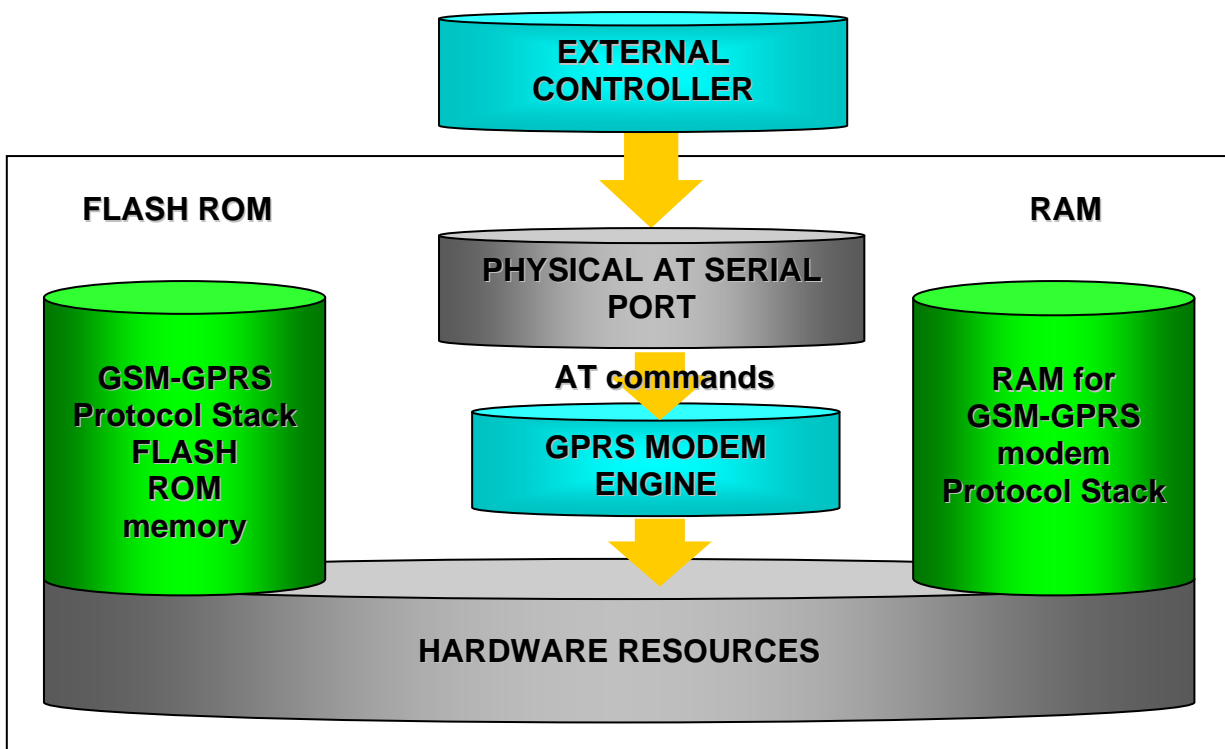 EXTERNAL
CONTROLLER
FLASH ROM
RAM
PHYSICAL AT SERIAL
PORT
AT commands
GSM-GPRS
Protocol Stack
FLASH
ROM
memory
GPRS MODEM
ENGINE
RAM for
GSM-GPRS
modem
Protocol Stack
HARDWARE RESOURCES